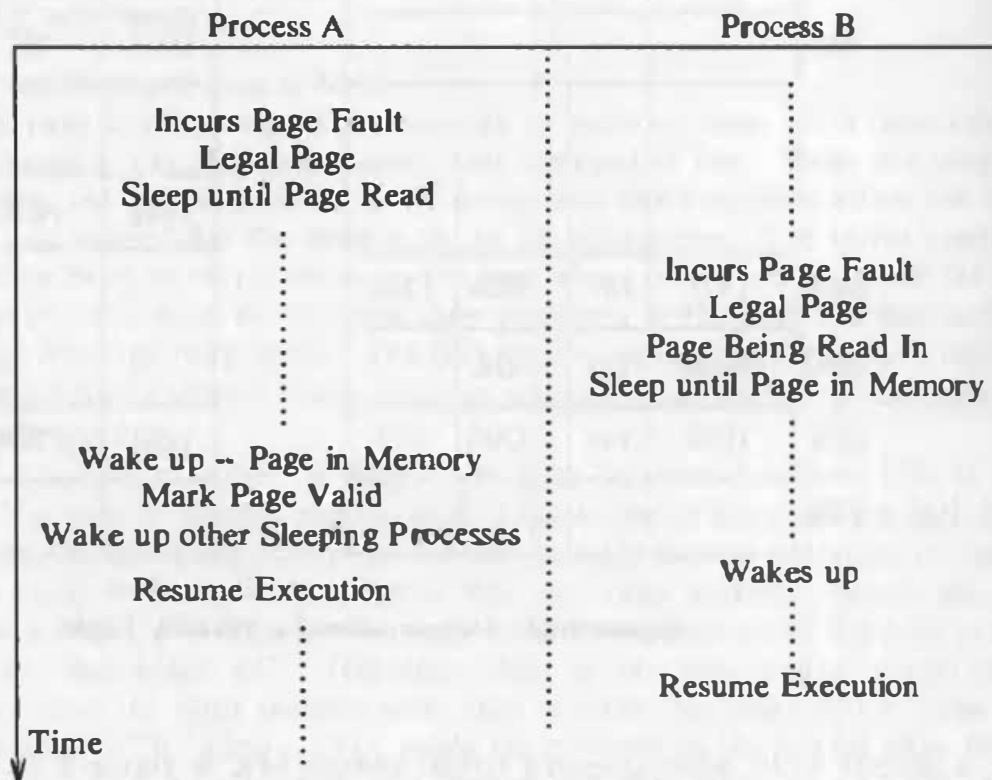 Process A
Process B
Incurs Page Fault
Legal Page
Sleep until Page Read
Incurs Page Fault
Legal Page
Page Being Read In
Sleep until Page in Memory
Wake up -- Page in Memory
Mark Page Valid
Wake up other Sleeping Processes
Resume Execution
Wakes up
Resume Execution
Time